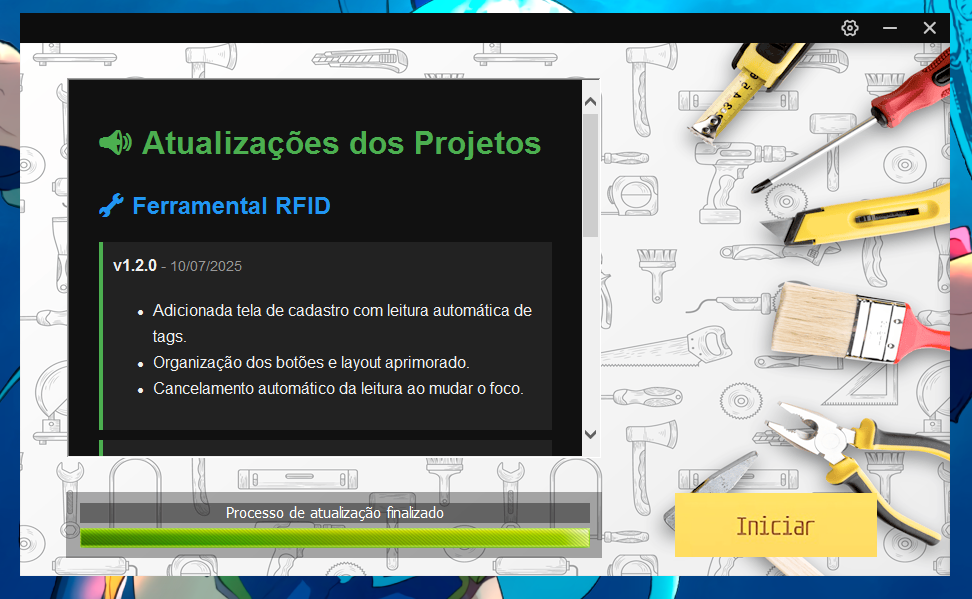 Atualizações dos Projetos
Ferramental RFID
v1.2.0 - 10/07/2025
Adicionada tela de cadastro com leitura automática de
tags.
Organização dos botões e layout aprimorado.
Cancelamento automático da leitura ao mudar o foco.
Processo de atualização finalizado
Iniciar